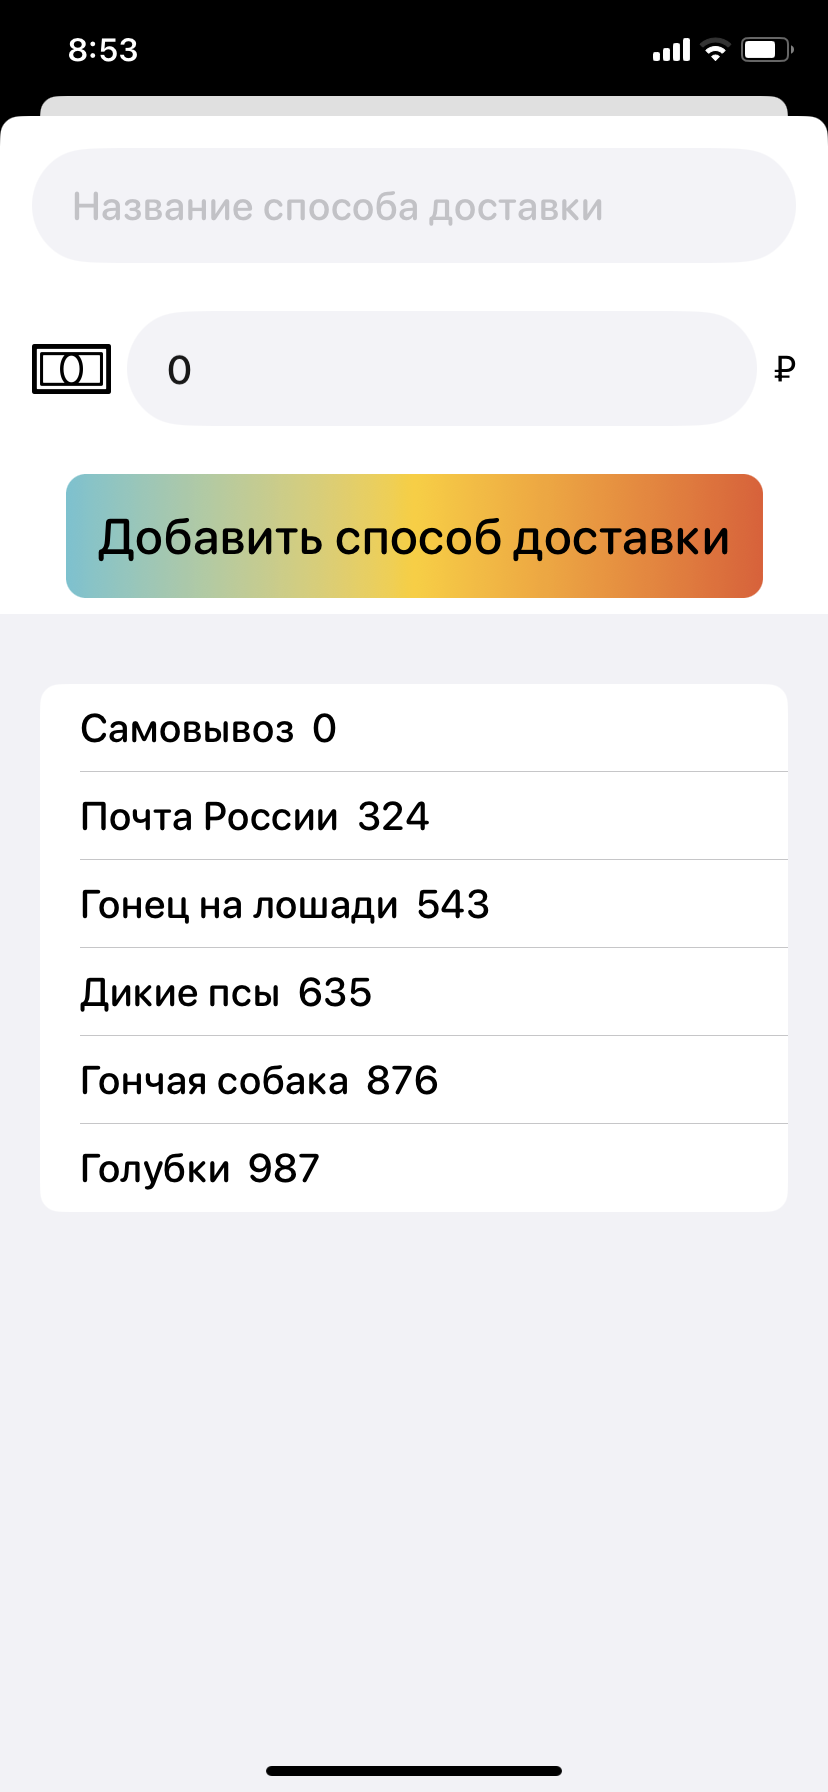 8:53
Название способа доставки
0 ₽
Добавить способ доставки
Самовывоз 0
Почта России 324
Гонец на лошади 543
Дикие псы 635
Гончая собака 876
Голубки 987